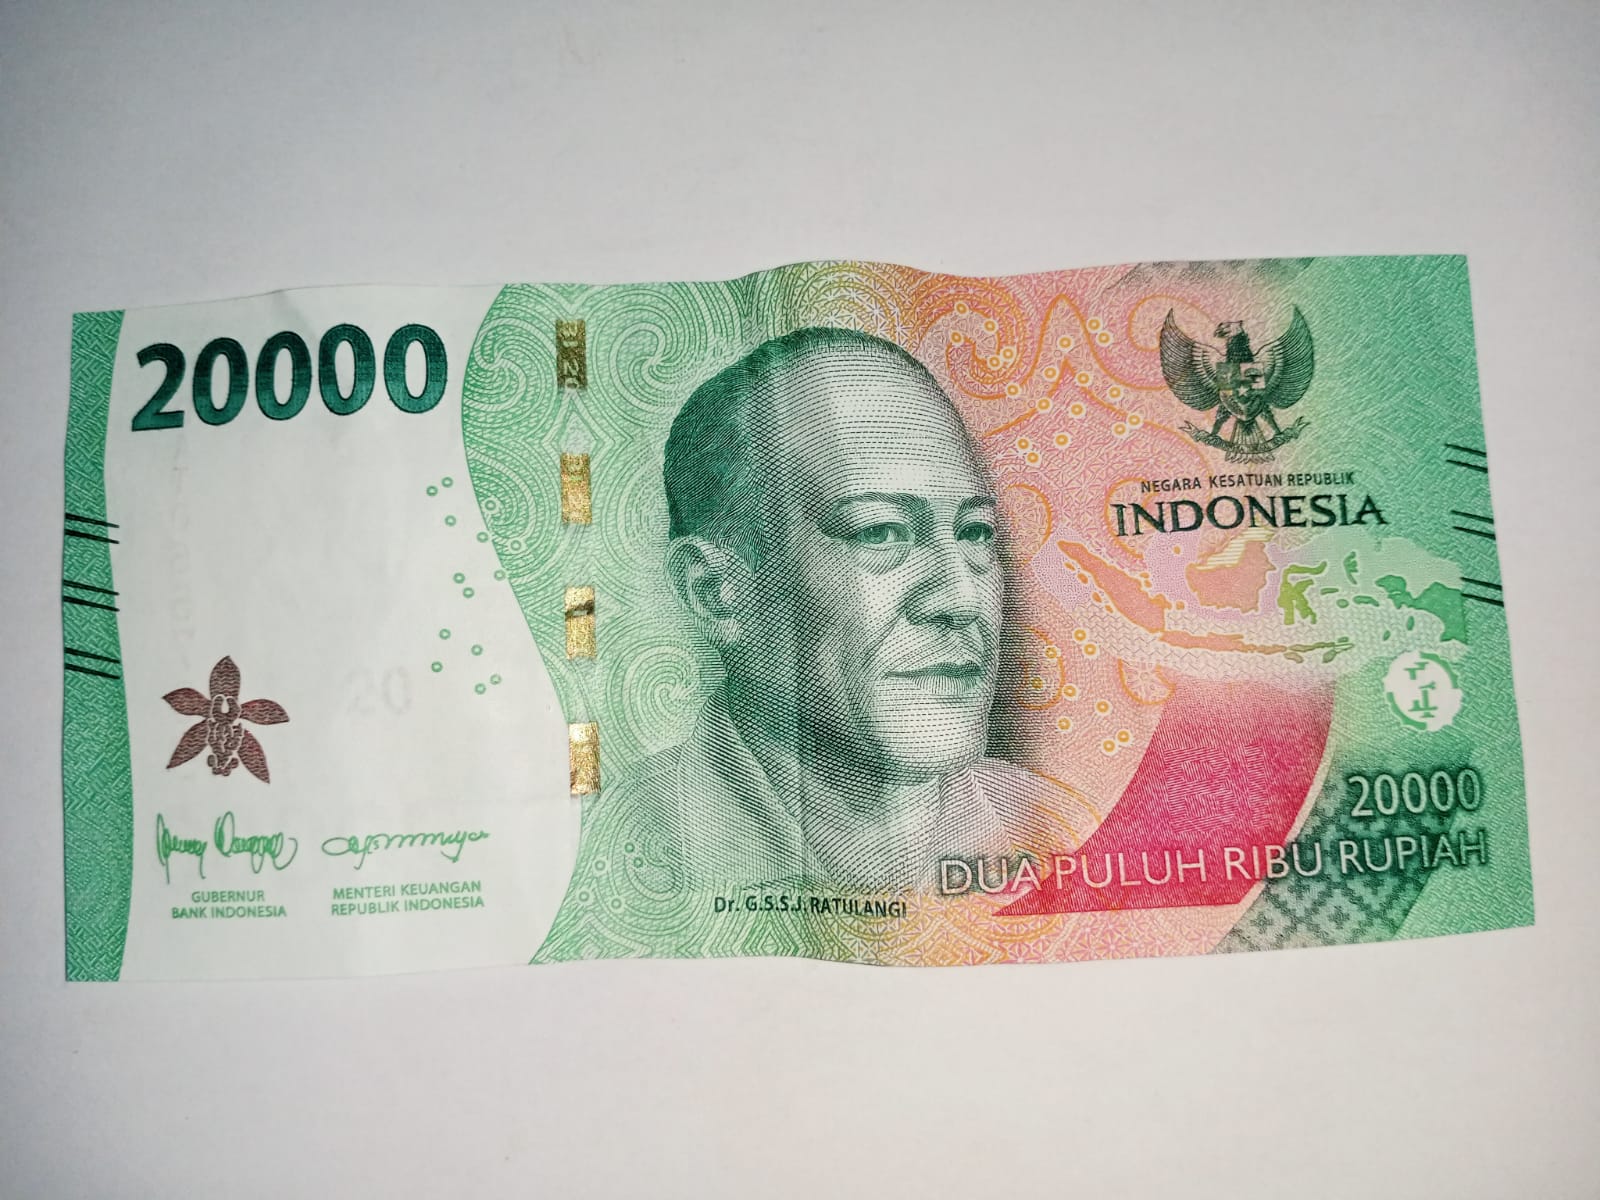 20000
NEGARA KESATUAN REPUBLIK
INDONESIA
20
GUBERNUR
BANK INDONESIA
MENTERI KEUANGAN
REPUBLIK INDONESIA
Dr. G.S.S.J. RATULANGI
20000
DUA PULUH RIBU RUPIAH